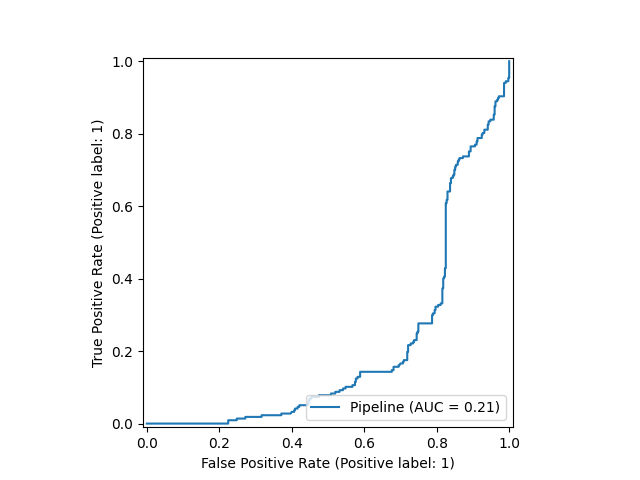 1.0
0.8
0.6
0.4
0.2
0.0
True Positive Rate (Positive label: 1)
Pipeline (AUC = 0.21)
0.0 0.2 0.4 0.6 0.8 1.0
False Positive Rate (Positive label: 1)